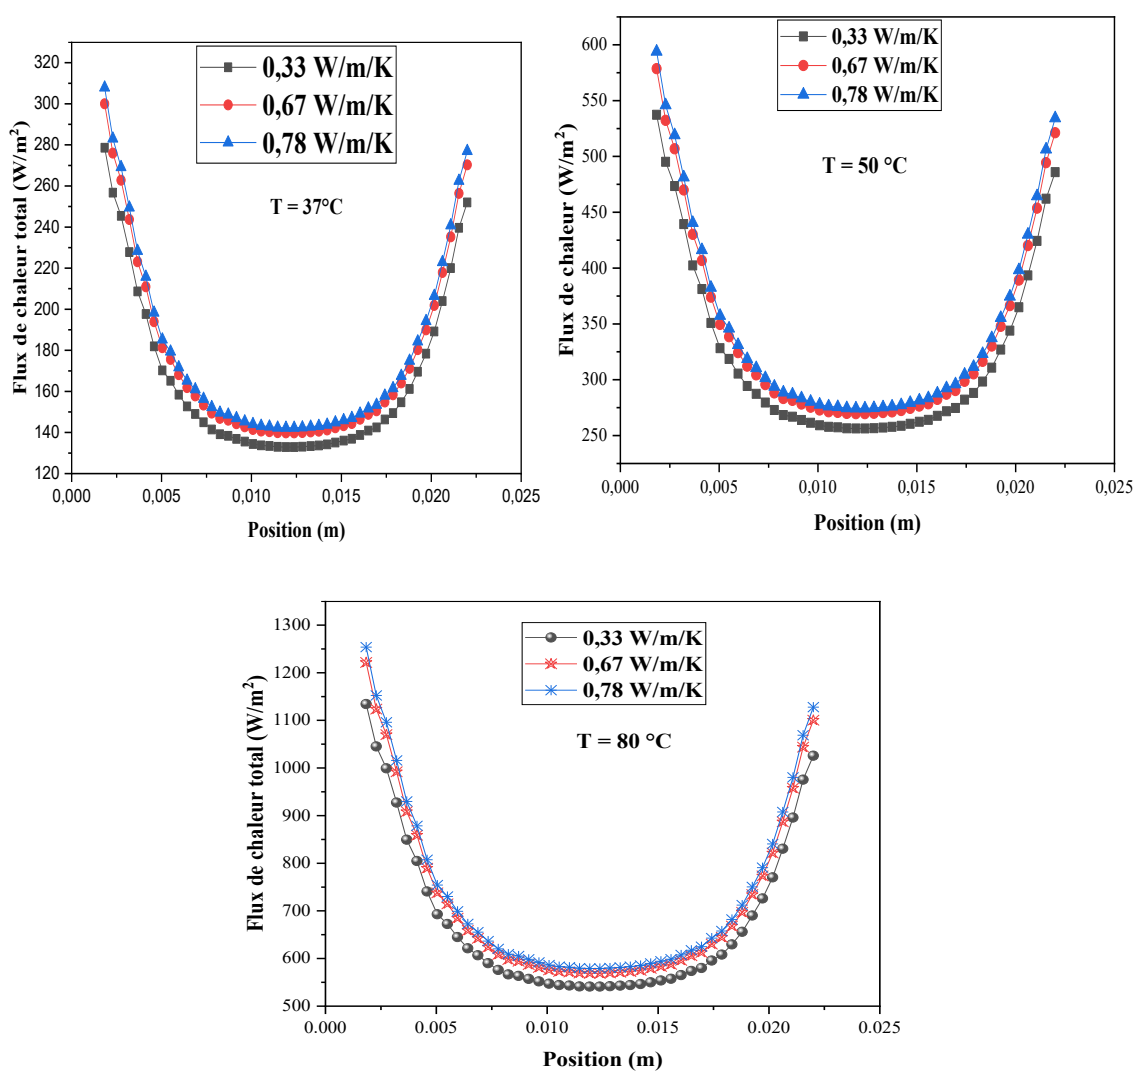 0,33 W/m/K
0,67 W/m/K
0,78 W/m/K
T = 37°C
Flux de chaleur total (W/m²)
320
300
280
260
240
220
200
180
160
140
120
0,000
0,005
0,010
0,015
0,020
0,025
Position (m)
0,33 W/m/K
0,67 W/m/K
0,78 W/m/K
T = 50 °C
Flux de chaleur (W/m²)
600
550
500
450
400
350
300
250
0,000
0,005
0,010
0,015
0,020
0,025
Position (m)
0,33 W/m/K
0,67 W/m/K
0,78 W/m/K
T = 80 °C
Flux de chaleur total (W/m²)
1300
1200
1100
1000
900
800
700
600
500
0.000
0.005
0.010
0.015
0.020
0.025
Position (m)